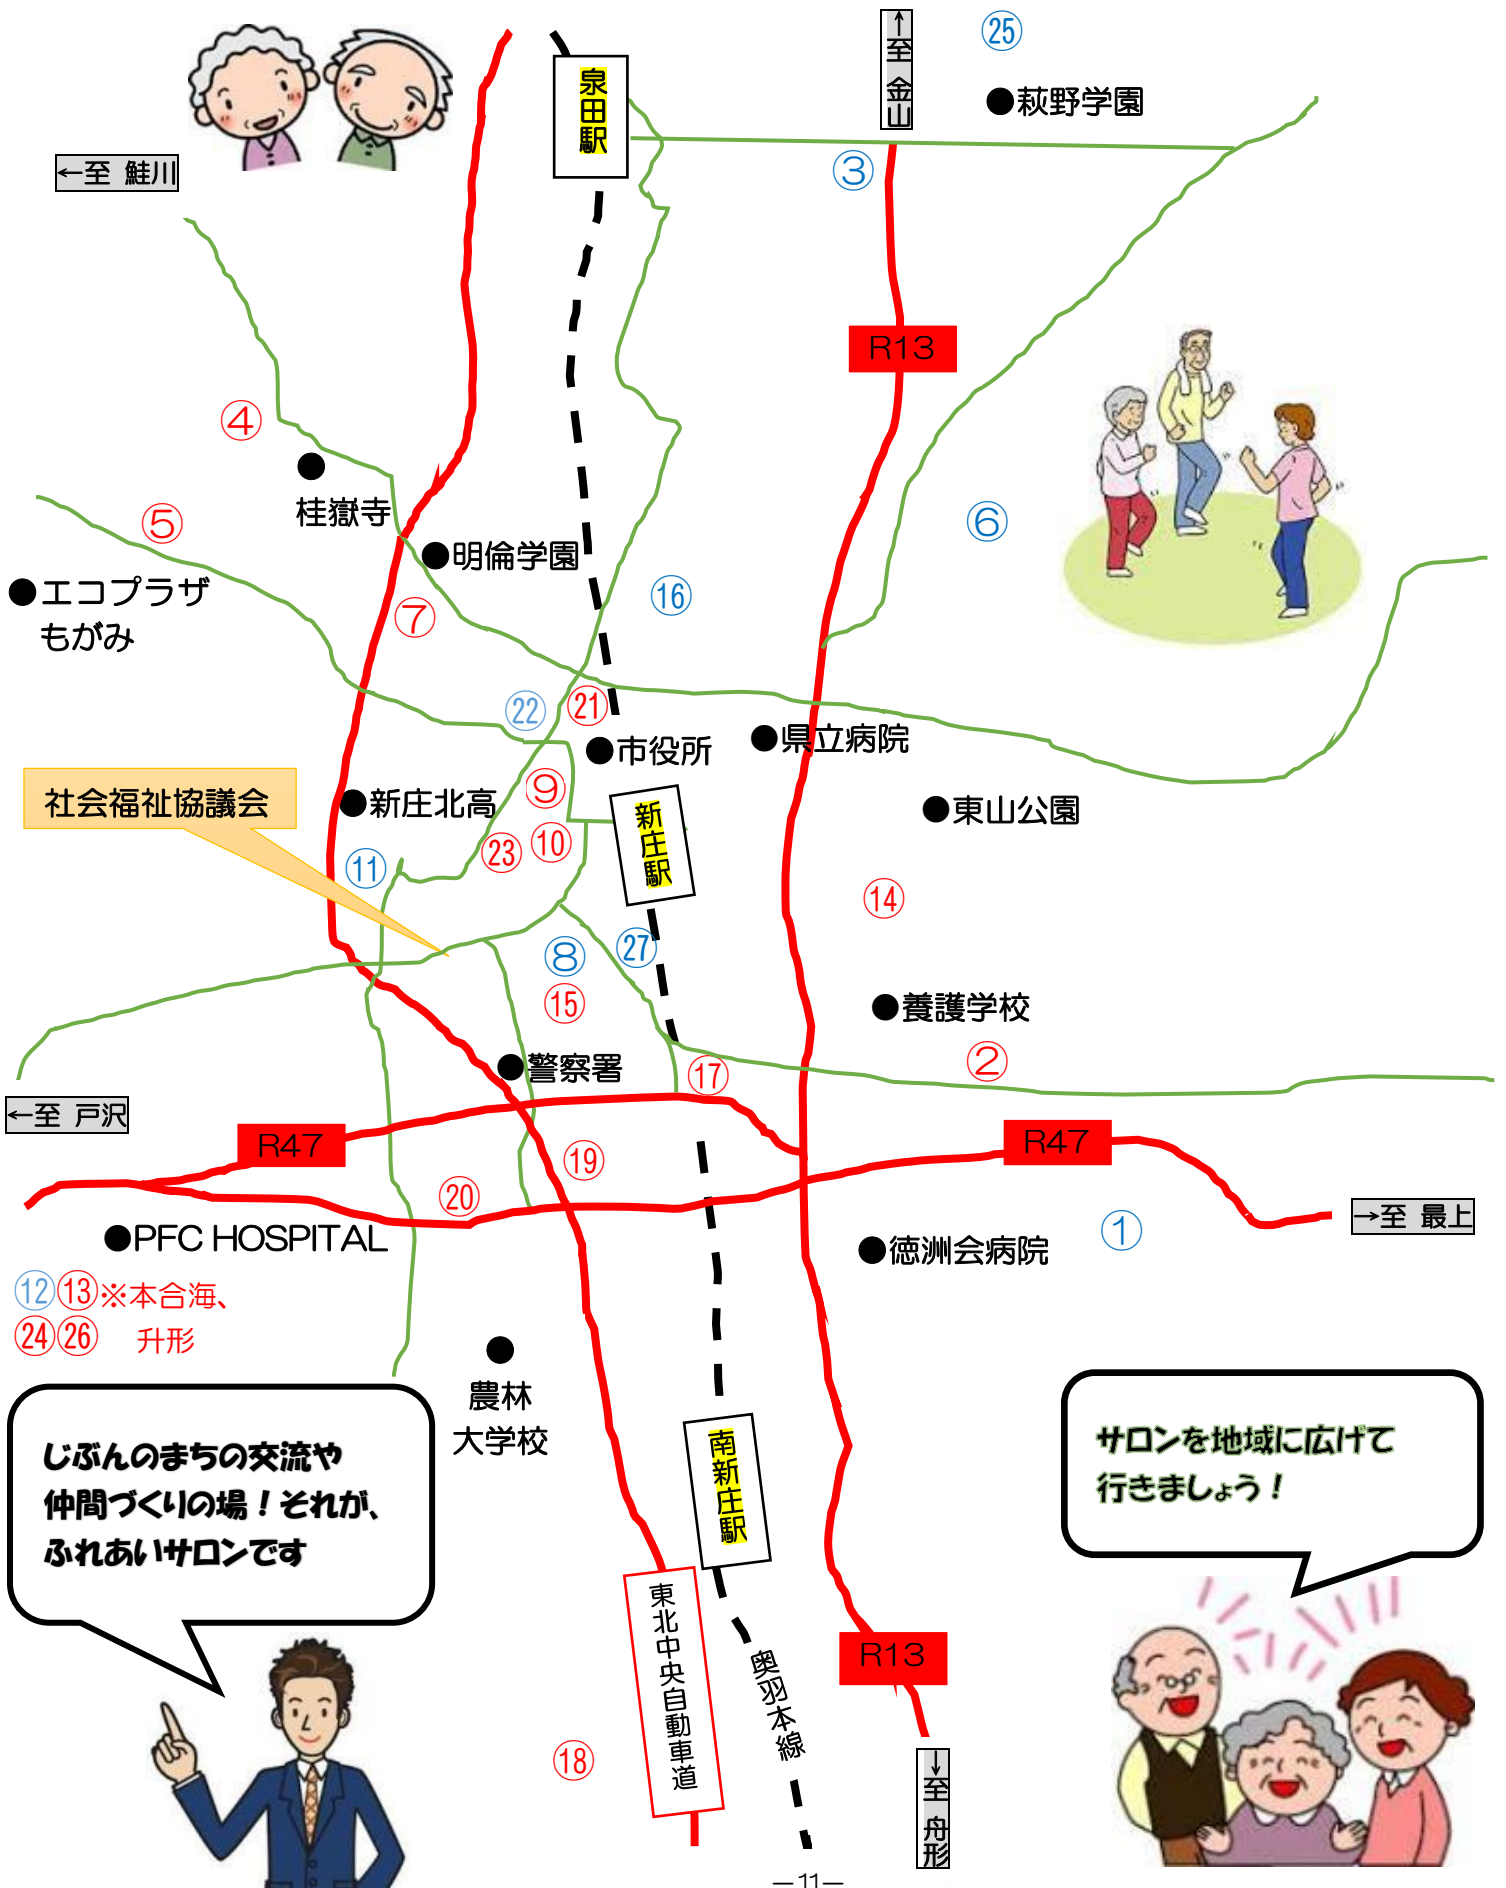 ㉕
↑至 金山
泉田駅
●萩野学園
←至 鮭川
③
R13
④
桂嶽寺
⑤
⑥
●明倫学園
●エコプラザ
もがみ
⑦
⑯
㉒
㉑
●市役所
●県立病院
社会福祉協議会
●新庄北高
⑨
新庄駅
●東山公園
㉓
⑩
⑪
⑭
⑧
㉗
⑮
●養護学校
●警察署
⑰
②
←至 戸沢
R47
R47
⑲
⑳
●PFC HOSPITAL
①
→至 最上
●徳洲会病院
⑫⑬※本合海、
㉔㉖ 升形
農林
大学校
じぶんのまちの交流や
仲間づくりの場!それが、
ふれあいサロンです
南新庄駅
サロンを地域に広げて
行きましょう!
東北中央自動車道
奥羽本線
R13
⑱
↓至 舟形
―11―